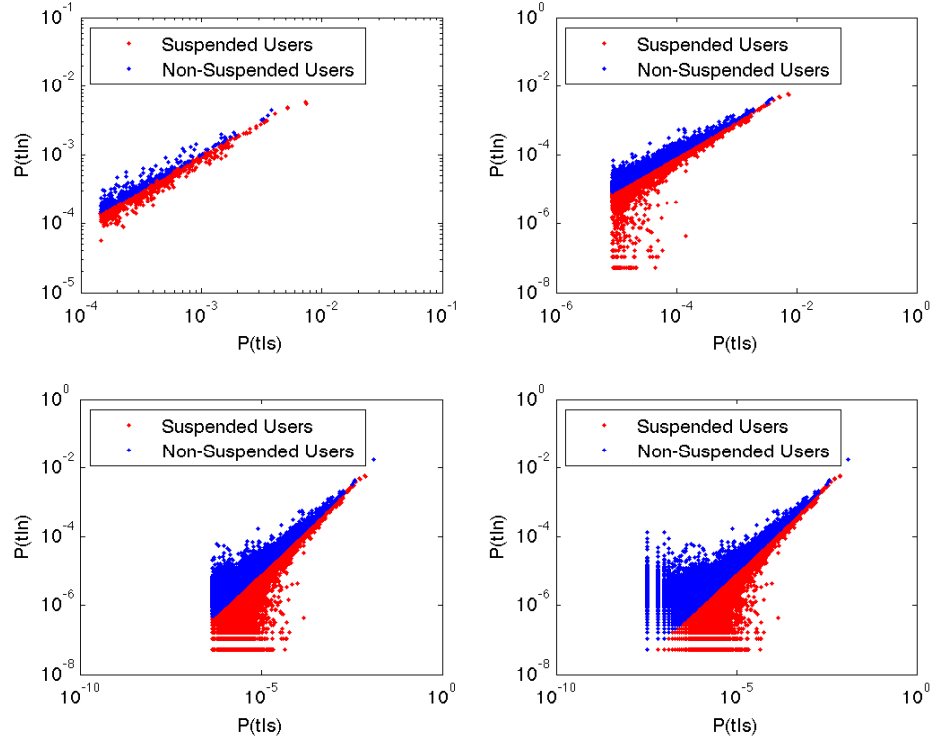 10^-1
10^-2
10^-3
10^-4
10^-5
P(t|n)
Suspended Users
Non-Suspended Users
10^-4 10^-3 10^-2 10^-1
P(t|s)
10^0
10^-2
10^-4
10^-6
10^-8
P(t|n)
Suspended Users
Non-Suspended Users
10^-6 10^-4 10^-2 10^0
P(t|s)
10^0
10^-2
10^-4
10^-6
10^-8
P(t|n)
Suspended Users
Non-Suspended Users
10^-10 10^-5 10^0
P(t|s)
10^0
10^-2
10^-4
10^-6
10^-8
P(t|n)
Suspended Users
Non-Suspended Users
10^-10 10^-5 10^0
P(t|s)